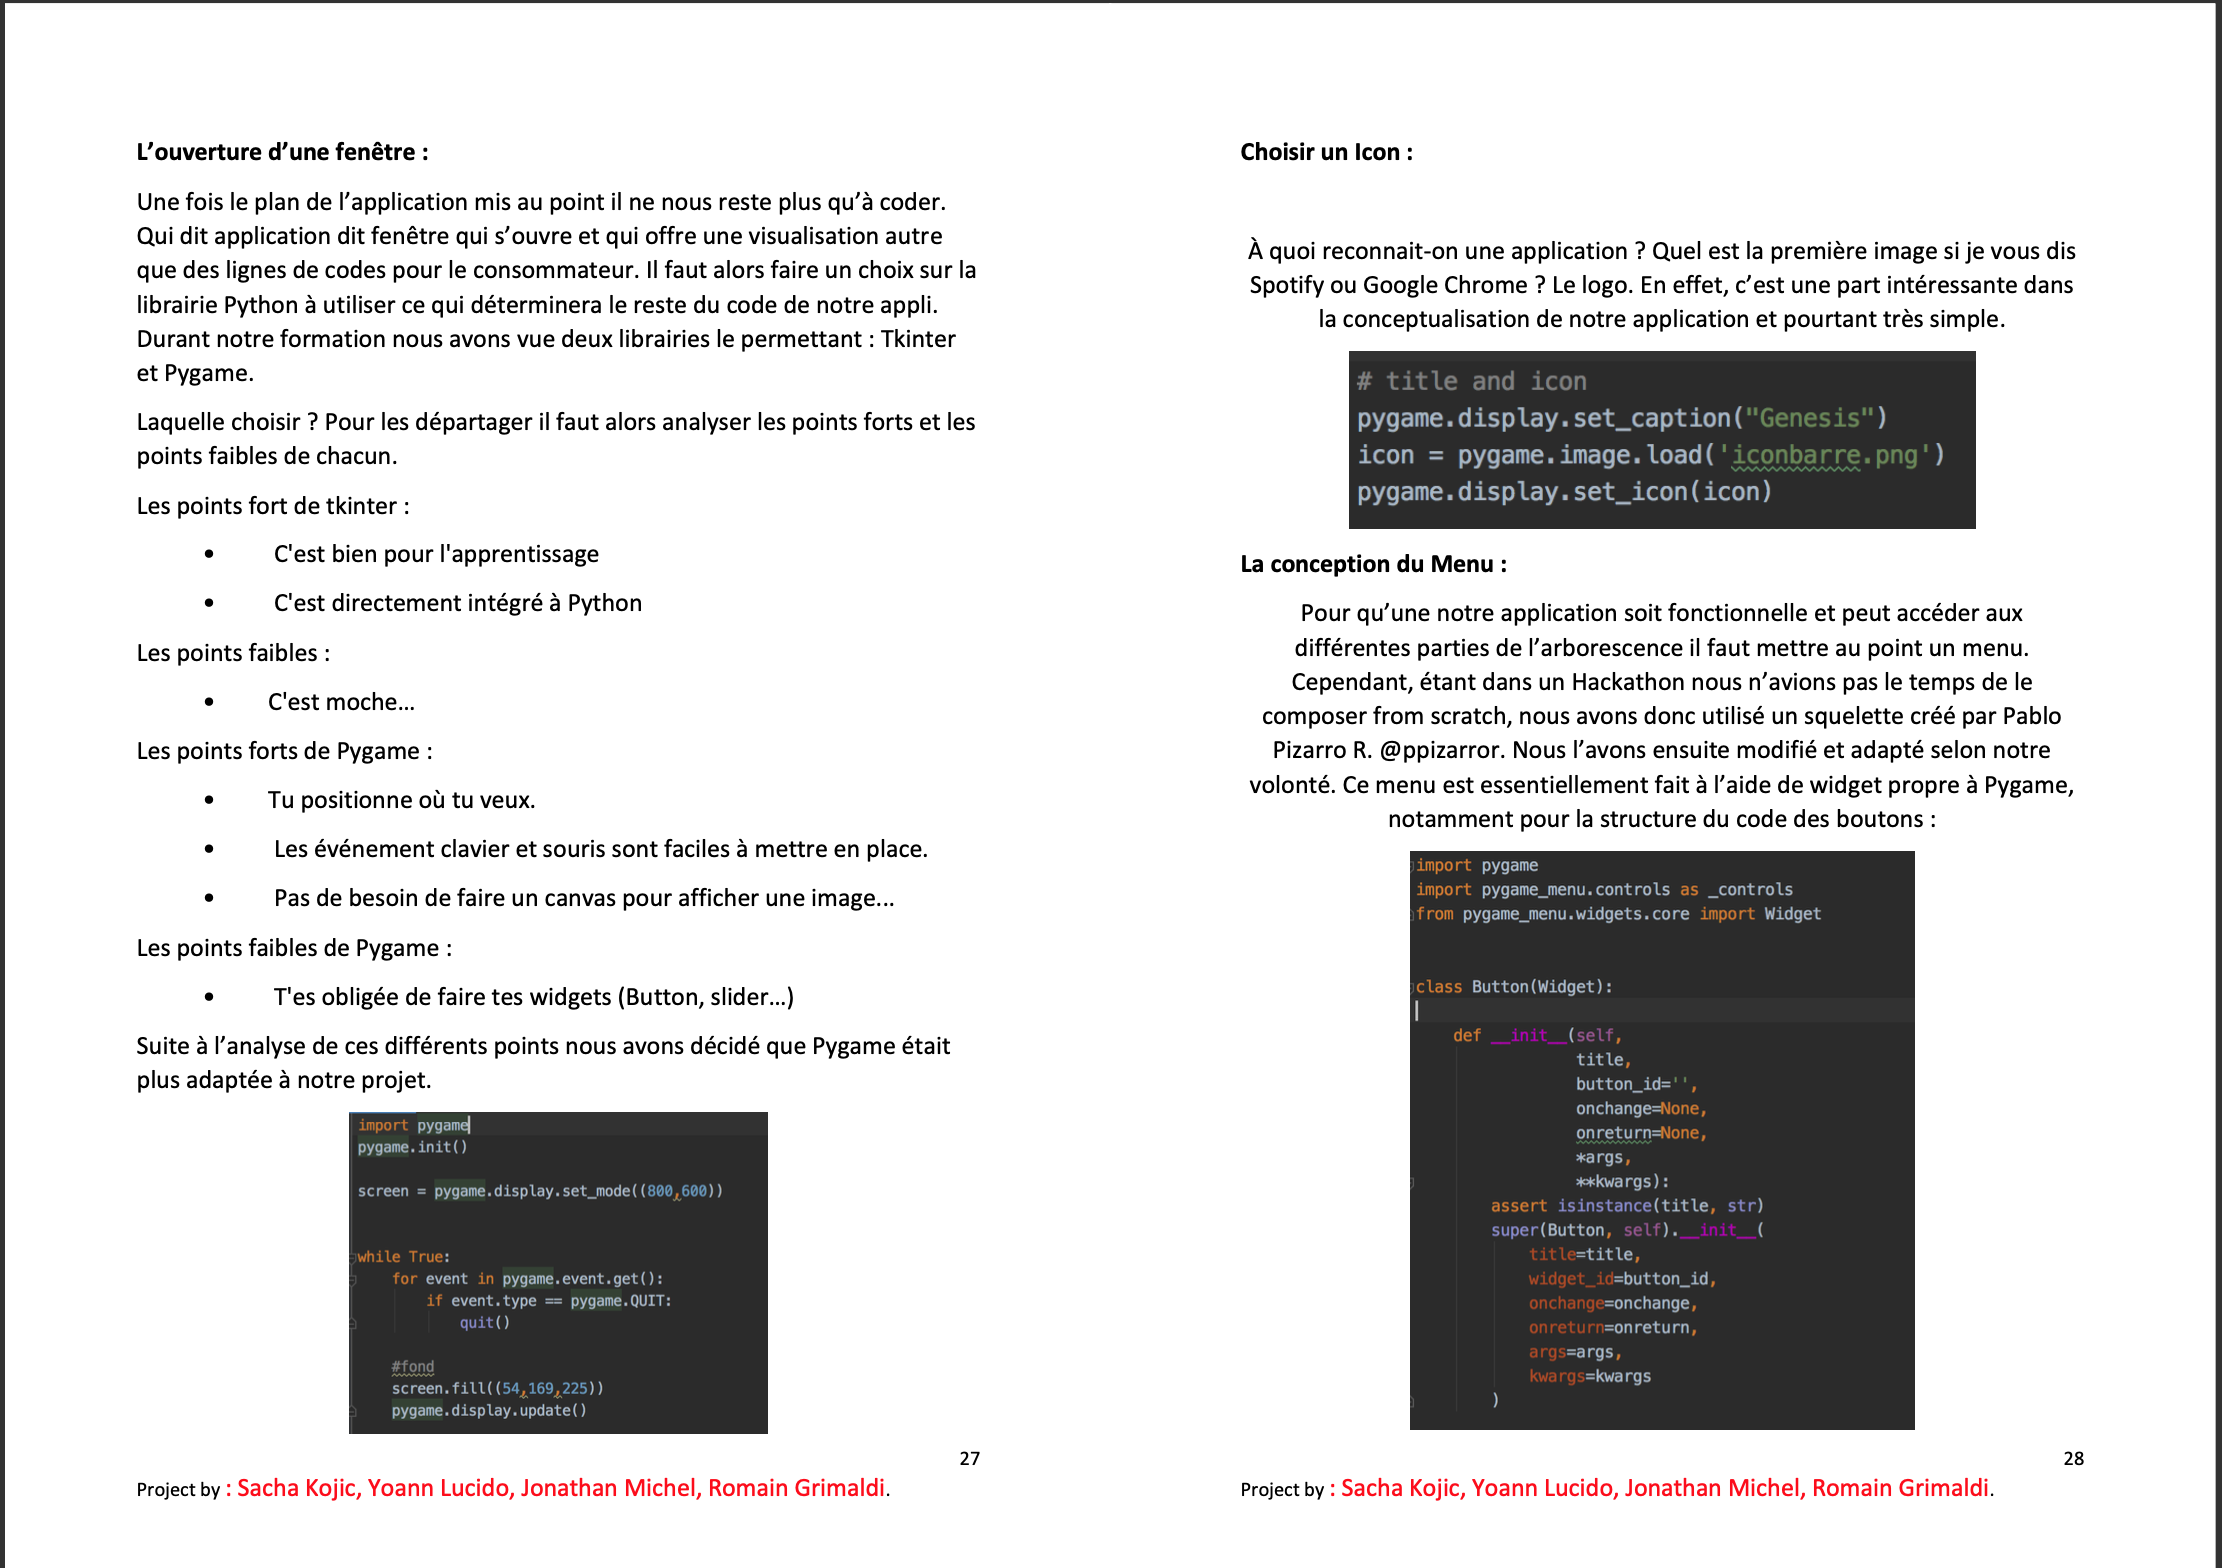 L’ouverture d’une fenêtre :
Une fois le plan de l’application mis au point il ne nous reste plus qu’à coder.
Qui dit application dit fenêtre qui s’ouvre et qui offre une visualisation autre
que des lignes de codes pour le consommateur. Il faut alors faire un choix sur la
librairie Python à utiliser ce qui déterminera le reste du code de notre appli.
Durant notre formation nous avons vue deux librairies le permettant : Tkinter
et Pygame.
Laquelle choisir ? Pour les départager il faut alors analyser les points forts et les
points faibles de chacun.
Les points fort de tkinter :
• C'est bien pour l'apprentissage
• C'est directement intégré à Python
Les points faibles :
• C'est moche...
Les points forts de Pygame :
• Tu positionne où tu veux.
• Les événement clavier et souris sont faciles à mettre en place.
• Pas de besoin de faire un canvas pour afficher une image...
Les points faibles de Pygame :
• T'es obligée de faire tes widgets (Button, slider...)
Suite à l’analyse de ces différents points nous avons décidé que Pygame était
plus adaptée à notre projet.
import pygame
pygame.init()
screen = pygame.display.set_mode((800,600))
while True:
    for event in pygame.event.get():
        if event.type == pygame.QUIT:
            quit()
    #fond
    screen.fill((54,169,225))
    pygame.display.update()
27
Project by : Sacha Kojic, Yoann Lucido, Jonathan Michel, Romain Grimaldi.
Choisir un Icon :
À quoi reconnait-on une application ? Quel est la première image si je vous dis
Spotify ou Google Chrome ? Le logo. En effet, c’est une part intéressante dans
la conceptualisation de notre application et pourtant très simple.
# title and icon
pygame.display.set_caption("Genesis")
icon = pygame.image.load('iconbarre.png')
pygame.display.set_icon(icon)
La conception du Menu :
Pour qu’une notre application soit fonctionnelle et peut accéder aux
différentes parties de l’arborescence il faut mettre au point un menu.
Cependant, étant dans un Hackathon nous n’avions pas le temps de le
composer from scratch, nous avons donc utilisé un squelette créé par Pablo
Pizarro R. @ppizarror. Nous l’avons ensuite modifié et adapté selon notre
volonté. Ce menu est essentiellement fait à l’aide de widget propre à Pygame,
notamment pour la structure du code des boutons :
import pygame
import pygame_menu.controls as _controls
from pygame_menu.widgets.core import Widget
class Button(Widget):
    def __init__(self,
                 title,
                 button_id='',
                 onchange=None,
                 onreturn=None,
                 *args,
                 **kwargs):
        assert isinstance(title, str)
        super(Button, self).__init__(
            title=title,
            widget_id=button_id,
            onchange=onchange,
            onreturn=onreturn,
            args=args,
            kwargs=kwargs
        )
28
Project by : Sacha Kojic, Yoann Lucido, Jonathan Michel, Romain Grimaldi.